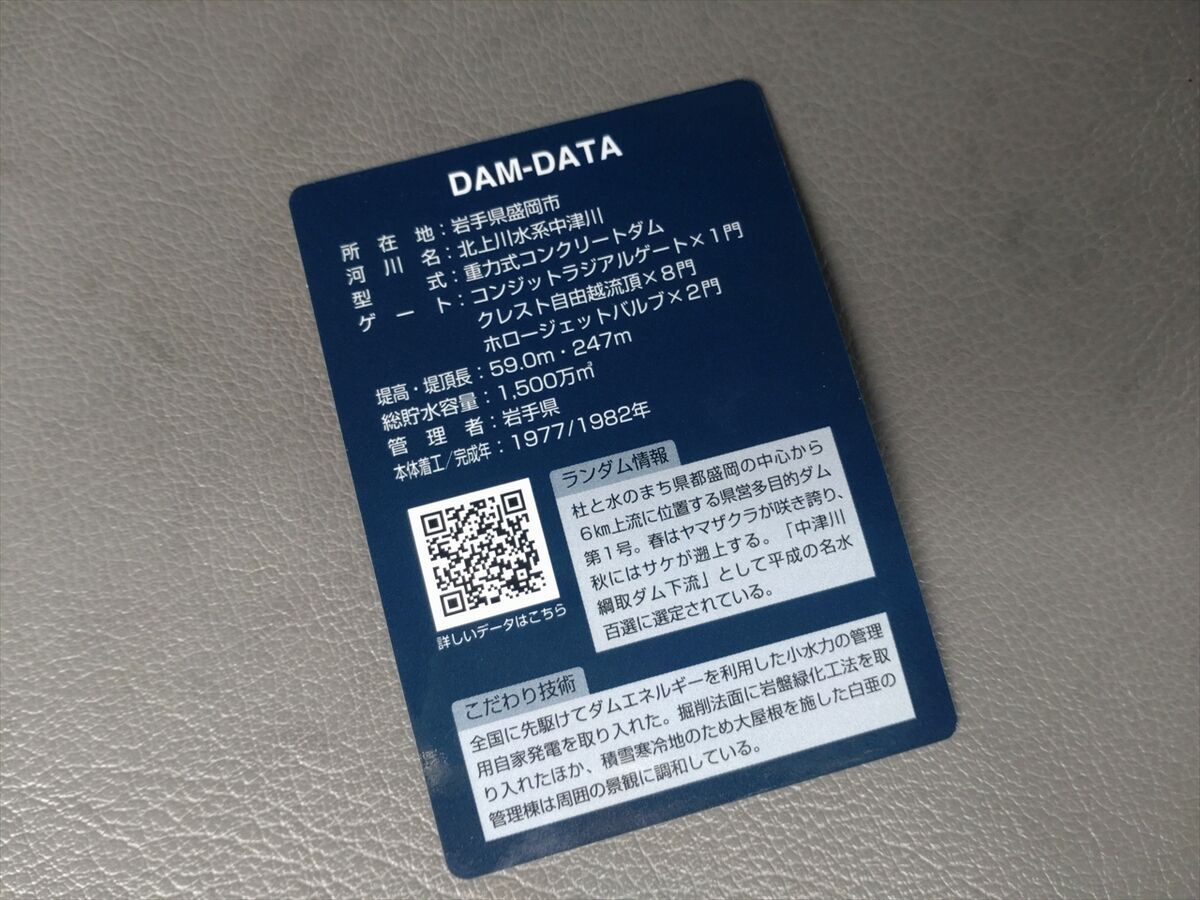 DAM-DATA
所在地：岩手県盛岡市
河川名：北上川水系中津川
型式：重力式コンクリートダム
ゲート：コンジットラジアルゲート×1門
クレスト自由越流頂×8門
ホロージェットバルブ×2門
堤高・堤頂長：59.0m・247m
総貯水容量：1,500万㎥
管理者：岩手県
本体着工/完成年：1977/1982年
詳しいデータはこちら
ランダム情報
杜と水のまち県都盛岡の中心から
6㎞上流に位置する県営多目的ダム
第1号。春はヤマザクラが咲き誇り、
秋にはサケが遡上する。「中津川
綱取ダム下流」として平成の名水
百選に選定されている。
こだわり技術
全国に先駆けてダムエネルギーを利用した小水力の管理
用自家発電を取り入れた。掘削法面に岩盤緑化工法を取
り入れたほか、積雪寒冷地のため大屋根を施した白亜の
管理棟は周囲の景観に調和している。